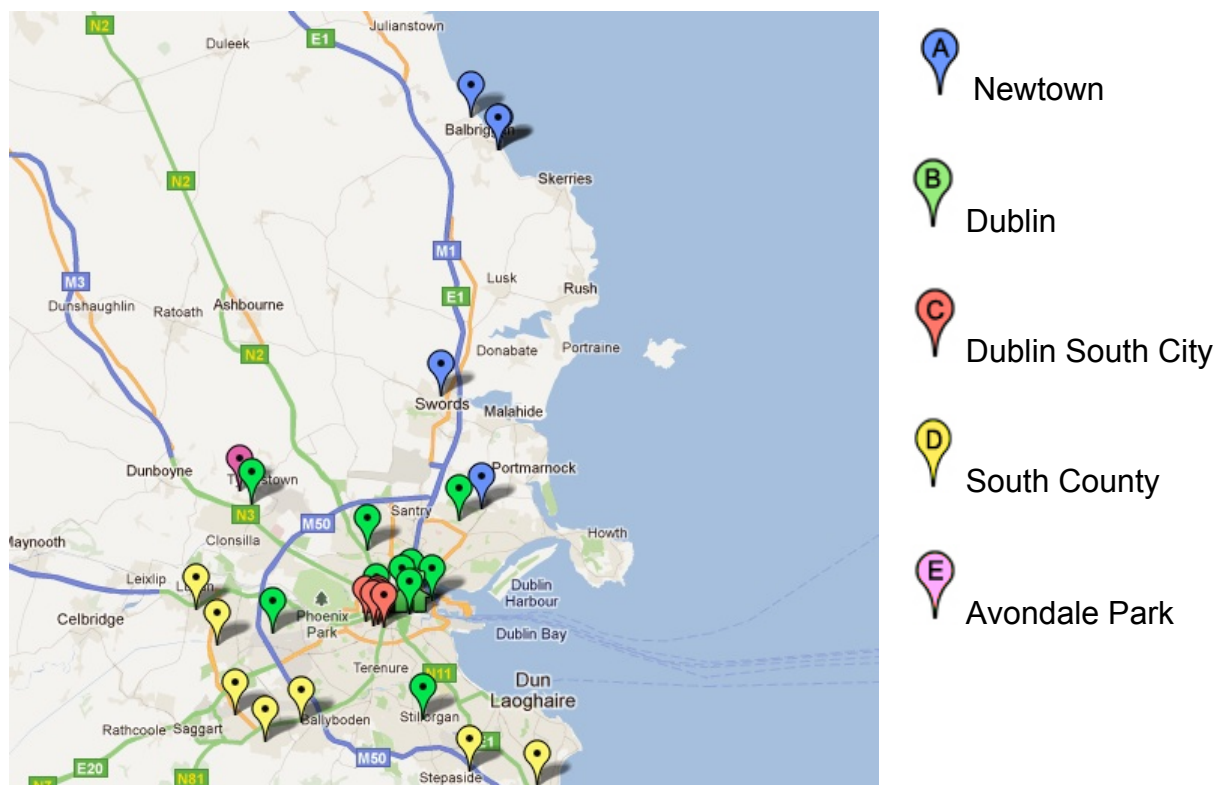 N2
E1
Julianstown
Duleek
Balbriggan
Skerries
N2
M1
M3
Lusk
Rush
E1
Dunshaughlin
Ratoath
Ashbourne
N2
Donabate
Portraine
Swords
Malahide
Dunboyne
Portmarnock
N3
M50
Santry
Clonsilla
Howth
Maynooth
Leixlip
Dublin
Harbour
Celbridge
Phoenix
Park
Dublin Bay
Terenure
N11
Dun
Laoghaire
Rathcoole
Saggart
Ballyboden
Stillorgan
E1
M50
Stepaside
E20
N81
N7
A
Newtown
B
Dublin
C
Dublin South City
D
South County
E
Avondale Park